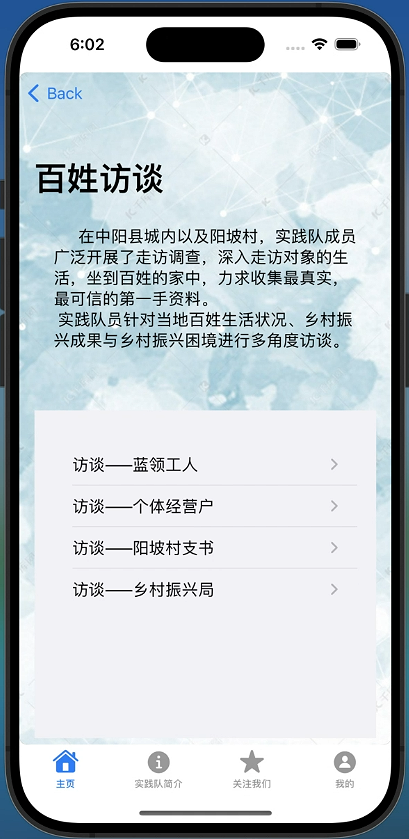 6:02
Back
百姓访谈
在中阳县城内以及阳坡村，实践队成员
广泛开展了走访调查，深入走访对象的生
活，坐到百姓的家中，力求收集最真实，
最可信的第一手资料。
实践队员针对当地百姓生活状况、乡村振
兴成果与乡村振兴困境进行多角度访谈。
访谈——蓝领工人
访谈——个体经营户
访谈——阳坡村支书
访谈——乡村振兴局
主页
实践队简介
关注我们
我的